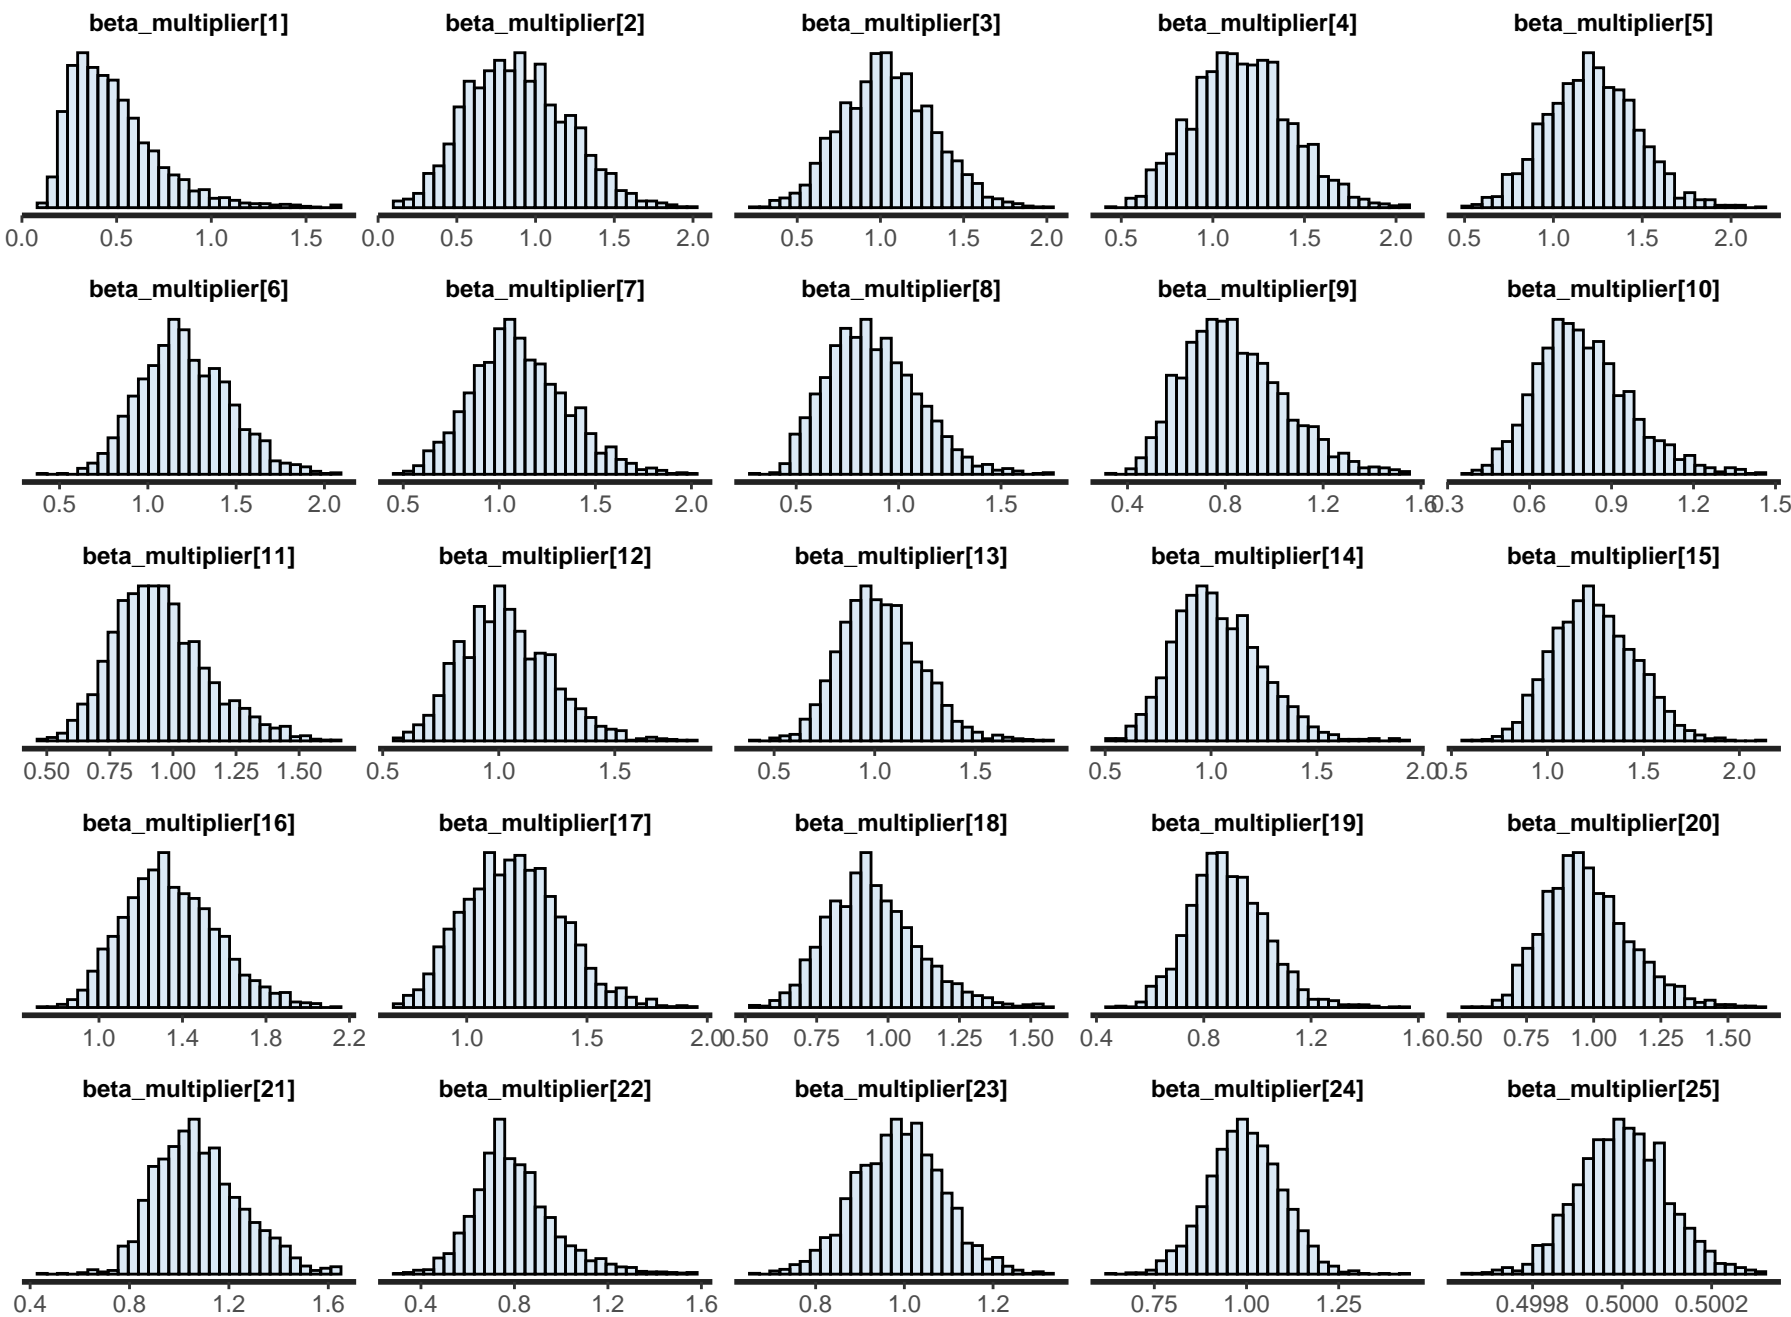 beta_multiplier[1] beta_multiplier[2] beta_multiplier[3] beta_multiplier[4] beta_multiplier[5]
0.0 0.5 1.0 1.5 0.0 0.5 1.0 1.5 2.0 0.5 1.0 1.5 2.0 0.5 1.0 1.5 2.0 0.5 1.0 1.5 2.0
beta_multiplier[6] beta_multiplier[7] beta_multiplier[8] beta_multiplier[9] beta_multiplier[10]
0.5 1.0 1.5 2.0 0.5 1.0 1.5 2.0 0.5 1.0 1.5 0.4 0.8 1.2 1.6 0.3 0.6 0.9 1.2 1.5
beta_multiplier[11] beta_multiplier[12] beta_multiplier[13] beta_multiplier[14] beta_multiplier[15]
0.50 0.75 1.00 1.25 1.50 0.5 1.0 1.5 0.5 1.0 1.5 0.5 1.0 1.5 2.0 0.5 1.0 1.5 2.0
beta_multiplier[16] beta_multiplier[17] beta_multiplier[18] beta_multiplier[19] beta_multiplier[20]
1.0 1.4 1.8 2.2 1.0 1.5 2.0 0.50 0.75 1.00 1.25 1.50 0.4 0.8 1.2 1.6 0.50 0.75 1.00 1.25 1.50
beta_multiplier[21] beta_multiplier[22] beta_multiplier[23] beta_multiplier[24] beta_multiplier[25]
0.4 0.8 1.2 1.6 0.4 0.8 1.2 1.6 0.8 1.0 1.2 0.75 1.00 1.25 0.4998 0.5000 0.5002